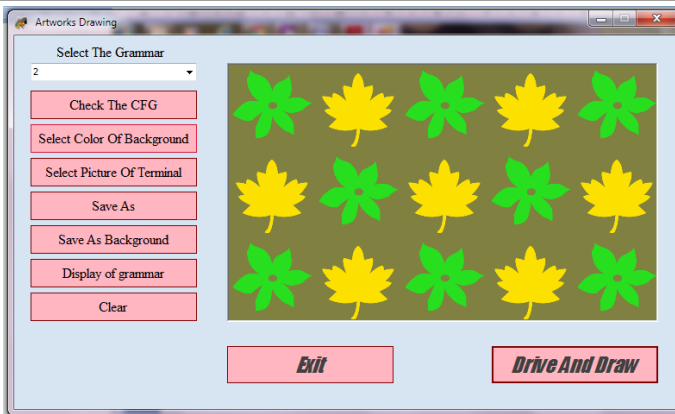 Artworks Drawing
Select The Grammar
2
Check The CFG
Select Color Of Background
Select Picture Of Terminal
Save As
Save As Background
Display of grammar
Clear
Exit
Drive And Draw